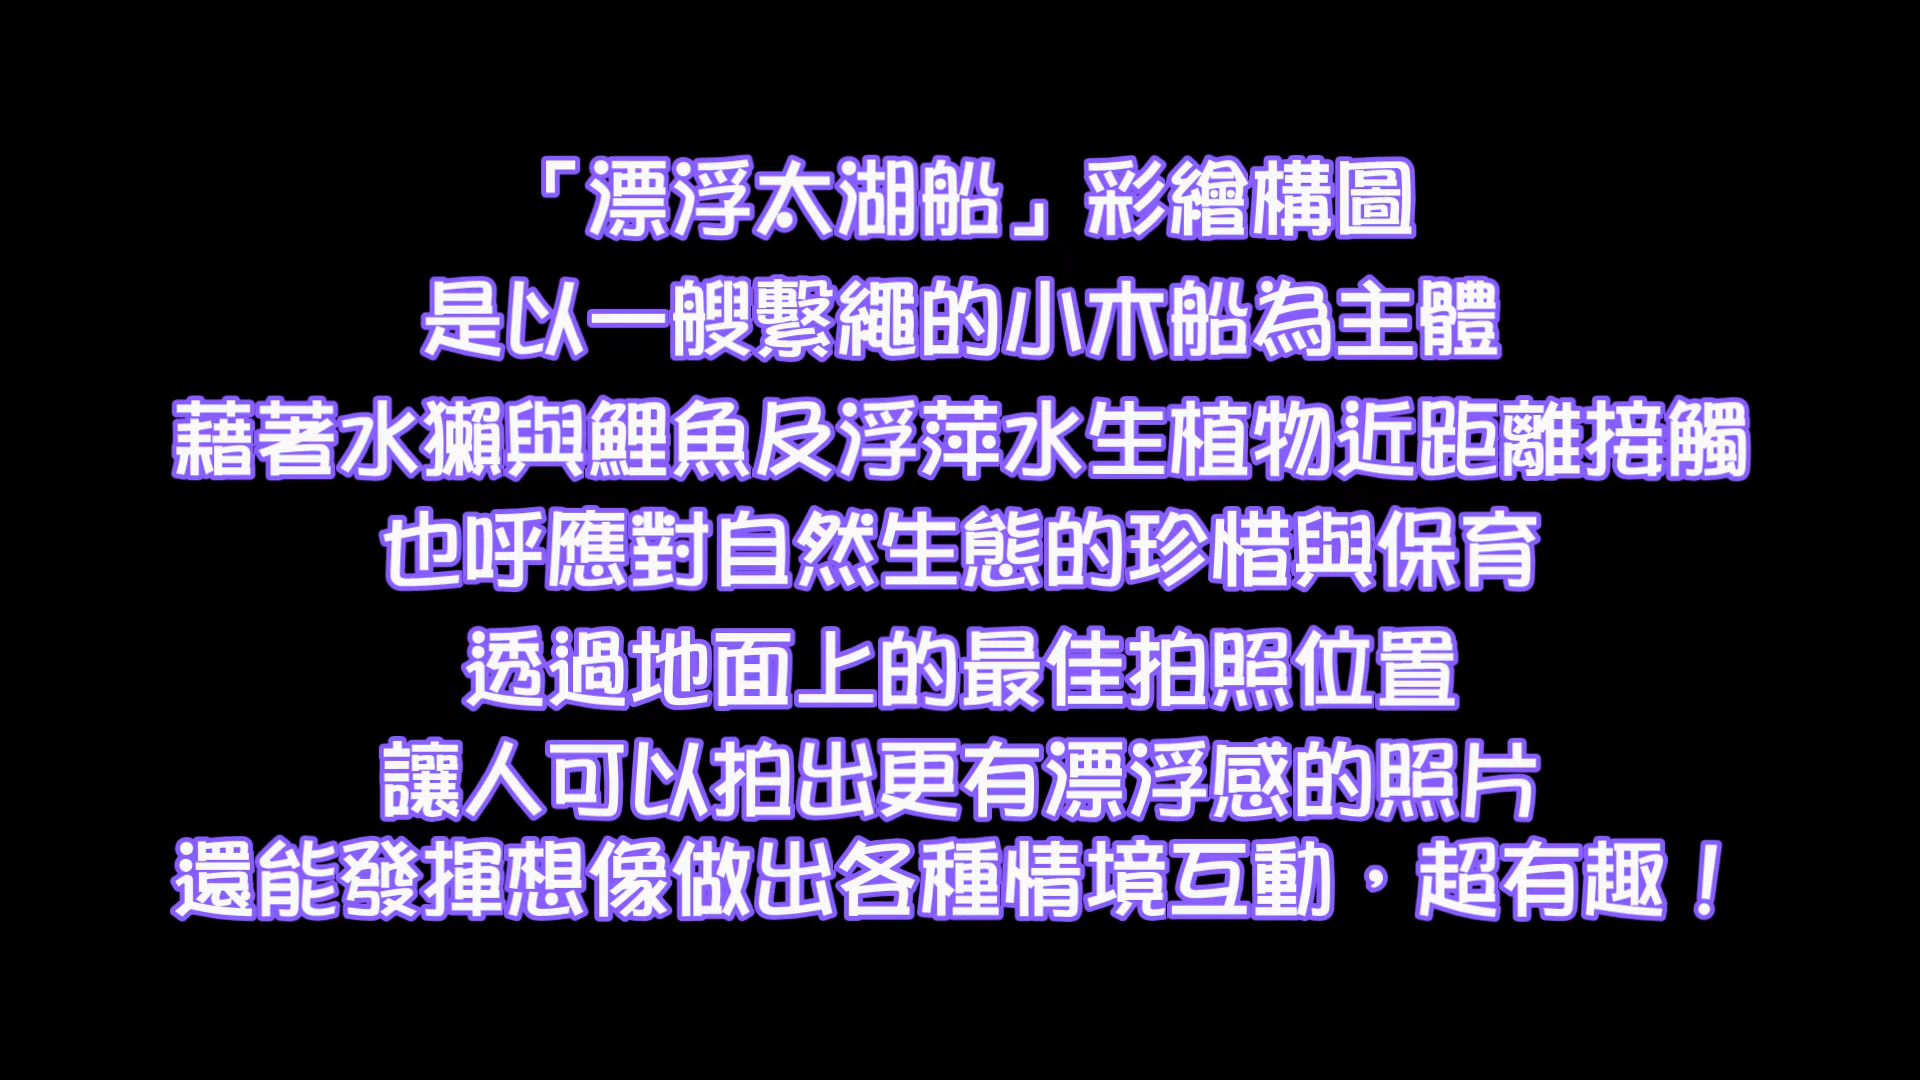 「漂浮太湖船」彩繪構圖
是以一艘繫繩的小木船為主體
藉著水獺與鯉魚及浮萍水生植物近距離接觸
也呼應對自然生態的珍惜與保育
透過地面上的最佳拍照位置
讓人可以拍出更有漂浮感的照片
還能發揮想像做出各種情境互動，超有趣！